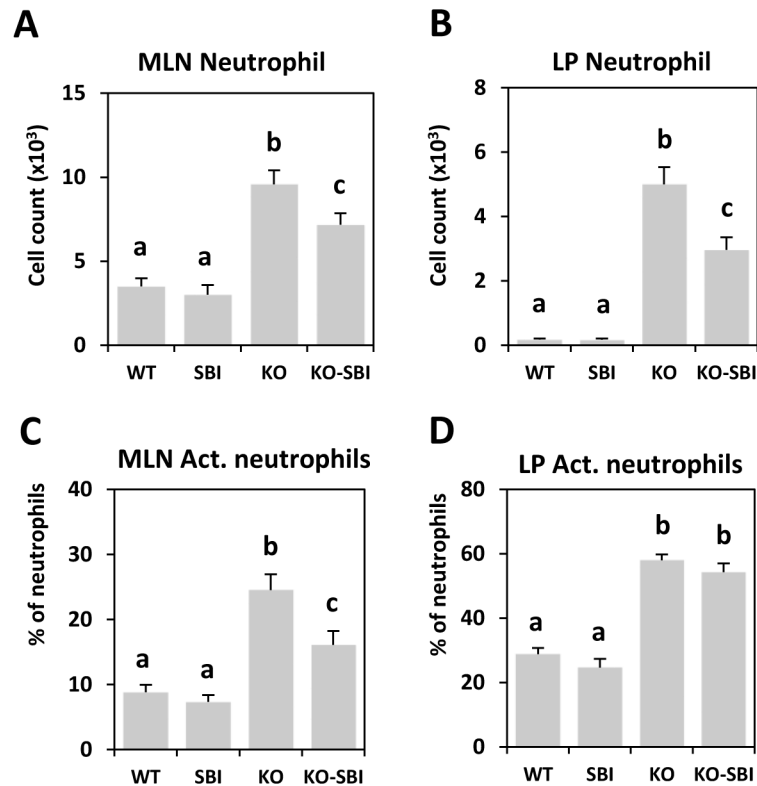 A
MLN Neutrophil
Cell count (x10³)
15
10
5
0
a
a
b
c
WT SBI KO KO-SBI
B
LP Neutrophil
Cell count (x10³)
8
6
4
2
0
a
a
b
c
WT SBI KO KO-SBI
C
MLN Act. neutrophils
% of neutrophils
40
30
20
10
0
a
a
b
c
WT SBI KO KO-SBI
D
LP Act. neutrophils
% of neutrophils
80
60
40
20
0
a
a
b
b
WT SBI KO KO-SBI